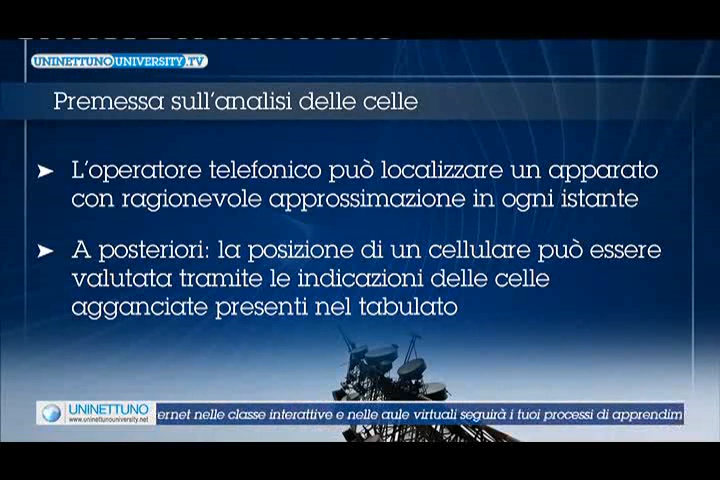 UNINETTUNOUNIVERSITY.TV
Premessa sull'analisi delle celle
➤ L'operatore telefonico può localizzare un apparato
con ragionevole approssimazione in ogni istante
➤ A posteriori: la posizione di un cellulare può essere
valutata tramite le indicazioni delle celle
agganciate presenti nel tabulato
UNINETTUNO
www.uninettunouniversity.net
ernet nelle classe interattive e nelle aule virtuali seguirà i tuoi processi di apprendim